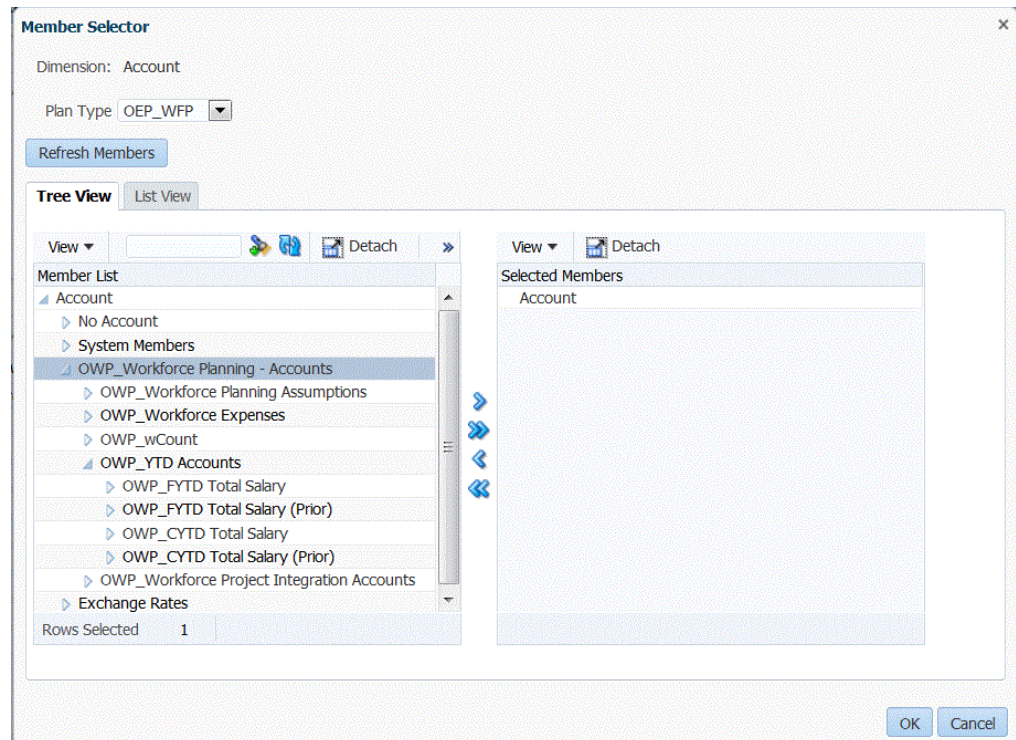 Member Selector
Dimension: Account
Plan Type OEP_WFP
Refresh Members
Tree View List View
View Detach » View Detach
Member List Selected Members
Account Account
No Account
System Members
OWP_Workforce Planning - Accounts
OWP_Workforce Planning Assumptions
OWP_Workforce Expenses
OWP_wCount
OWP_YTD Accounts
OWP_FYTD Total Salary
OWP_FYTD Total Salary (Prior)
OWP_CYTD Total Salary
OWP_CYTD Total Salary (Prior)
OWP_Workforce Project Integration Accounts
Exchange Rates
Rows Selected 1
OK Cancel